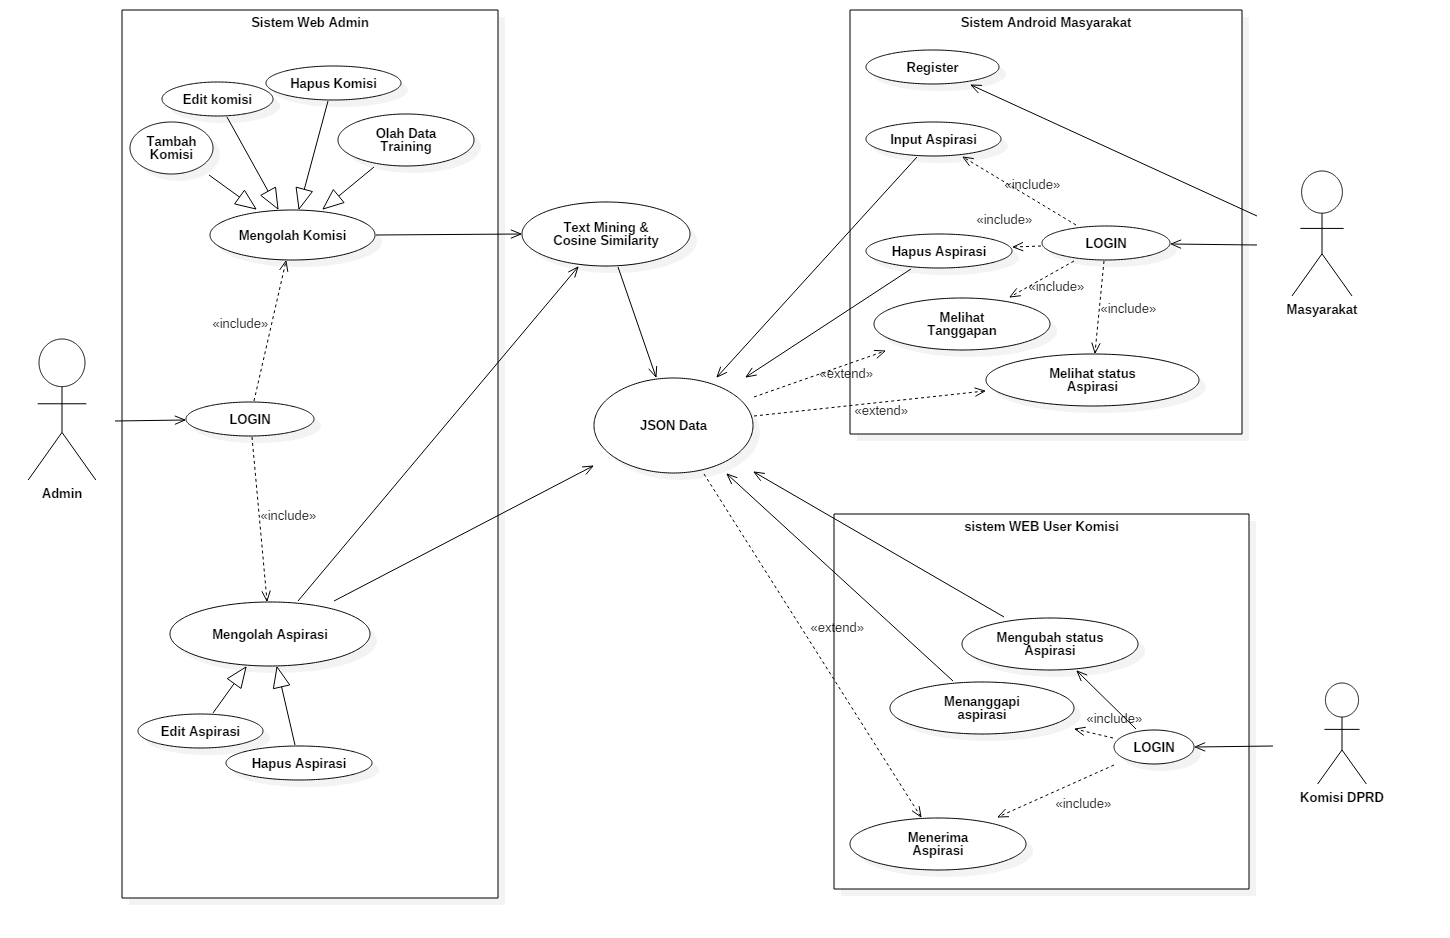 Sistem Web Admin
Hapus Komisi
Edit komisi
Tambah
Komisi
Olah Data
Training
Mengolah Komisi
«include»
LOGIN
Admin
«include»
Mengolah Aspirasi
Edit Aspirasi
Hapus Aspirasi
Text Mining &
Cosine Similarity
JSON Data
Sistem Android Masyarakat
Register
Input Aspirasi
«include»
«include»
Hapus Aspirasi
LOGIN
«include»
Melihat
Tanggapan
«include»
«extend»
Melihat status
Aspirasi
«extend»
Masyarakat
sistem WEB User Komisi
«extend»
Mengubah status
Aspirasi
Menanggapi
aspirasi
«include»
LOGIN
«include»
Menerima
Aspirasi
Komisi DPRD